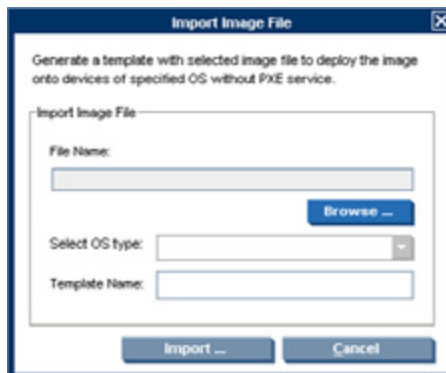 Import Image File
Generate a template with selected image file to deploy the image
onto devices of specified OS without PXE service.
Import Image File
File Name:
Browse ...
Select OS type:
Template Name:
Import ...
Cancel